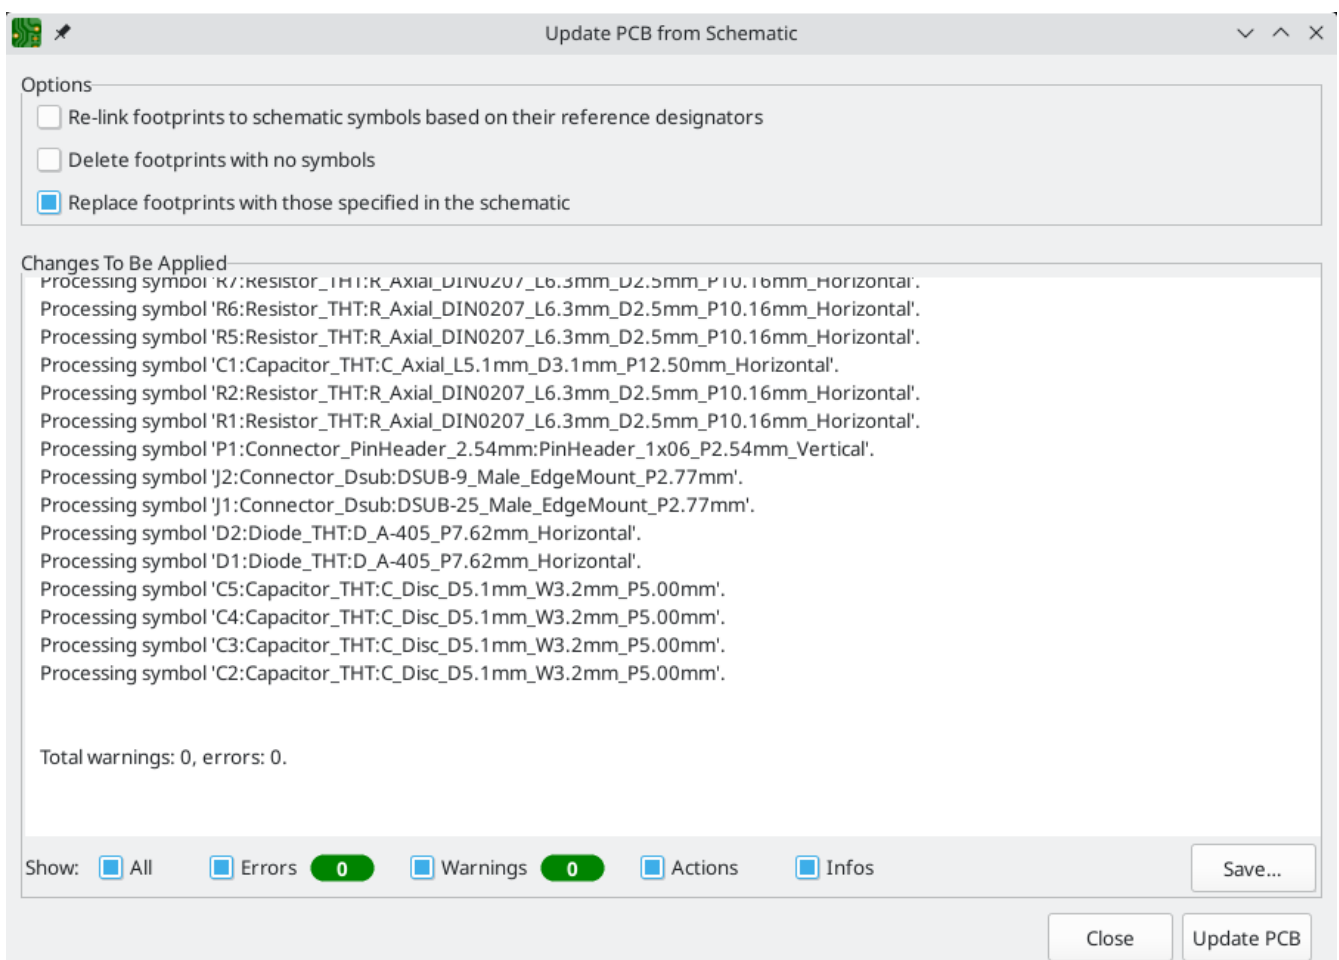 Update PCB from Schematic
Options
Re-link footprints to schematic symbols based on their reference designators
Delete footprints with no symbols
Replace footprints with those specified in the schematic
Changes To Be Applied
Processing symbol 'R7:Resistor_THT:R_Axial_DIN0207_L6.3mm_D2.5mm_P10.16mm_Horizontal'.
Processing symbol 'R6:Resistor_THT:R_Axial_DIN0207_L6.3mm_D2.5mm_P10.16mm_Horizontal'.
Processing symbol 'R5:Resistor_THT:R_Axial_DIN0207_L6.3mm_D2.5mm_P10.16mm_Horizontal'.
Processing symbol 'C1:Capacitor_THT:C_Axial_L5.1mm_D3.1mm_P12.50mm_Horizontal'.
Processing symbol 'R2:Resistor_THT:R_Axial_DIN0207_L6.3mm_D2.5mm_P10.16mm_Horizontal'.
Processing symbol 'R1:Resistor_THT:R_Axial_DIN0207_L6.3mm_D2.5mm_P10.16mm_Horizontal'.
Processing symbol 'P1:Connector_PinHeader_2.54mm:PinHeader_1x06_P2.54mm_Vertical'.
Processing symbol 'J2:Connector_Dsub:DSUB-9_Male_EdgeMount_P2.77mm'.
Processing symbol 'J1:Connector_Dsub:DSUB-25_Male_EdgeMount_P2.77mm'.
Processing symbol 'D2:Diode_THT:D_A-405_P7.62mm_Horizontal'.
Processing symbol 'D1:Diode_THT:D_A-405_P7.62mm_Horizontal'.
Processing symbol 'C5:Capacitor_THT:C_Disc_D5.1mm_W3.2mm_P5.00mm'.
Processing symbol 'C4:Capacitor_THT:C_Disc_D5.1mm_W3.2mm_P5.00mm'.
Processing symbol 'C3:Capacitor_THT:C_Disc_D5.1mm_W3.2mm_P5.00mm'.
Processing symbol 'C2:Capacitor_THT:C_Disc_D5.1mm_W3.2mm_P5.00mm'.
Total warnings: 0, errors: 0.
Show: All Errors 0 Warnings 0 Actions Infos Save...
Close Update PCB